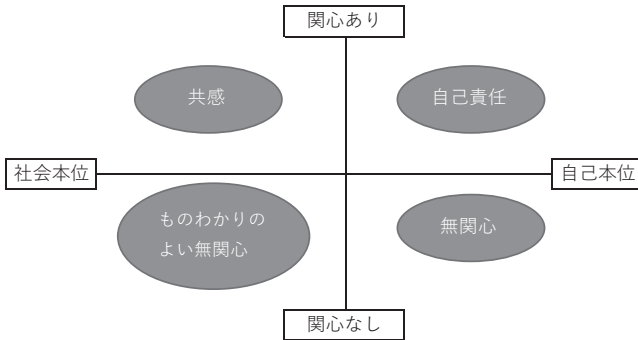 関心あり
共感
自己責任
社会本位
自己本位
ものわかりの
よい無関心
無関心
関心なし